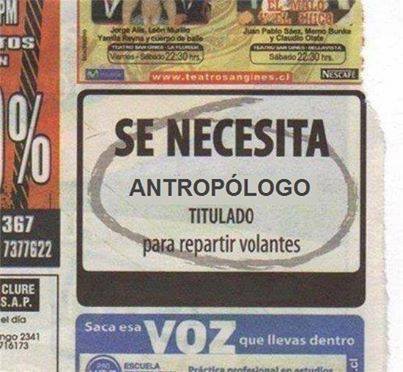 PM
Jorge Alis, León Murillo
Yamila Reyna y cuerpo de baile
TEATRO SAN GINES - LA FLORIDA
Viernes - Sábado 22:30 hrs.
Juan Pablo Sáez, Memo Bunke
y Claudio Olate
TEATRO SAN GINES - BELLAVISTA
Sábado 22:30 hrs.
movistar
www.teatrosangines.cl
NESCAFÉ
%
367
7377622
CLURE
S.A.P.
el día
ngo 2341
716173
SE NECESITA
ANTROPÓLOGO
TITULADO
para repartir volantes
Saca esa VOZ que llevas dentro
ESCUELA
Práctica profesional en estudios